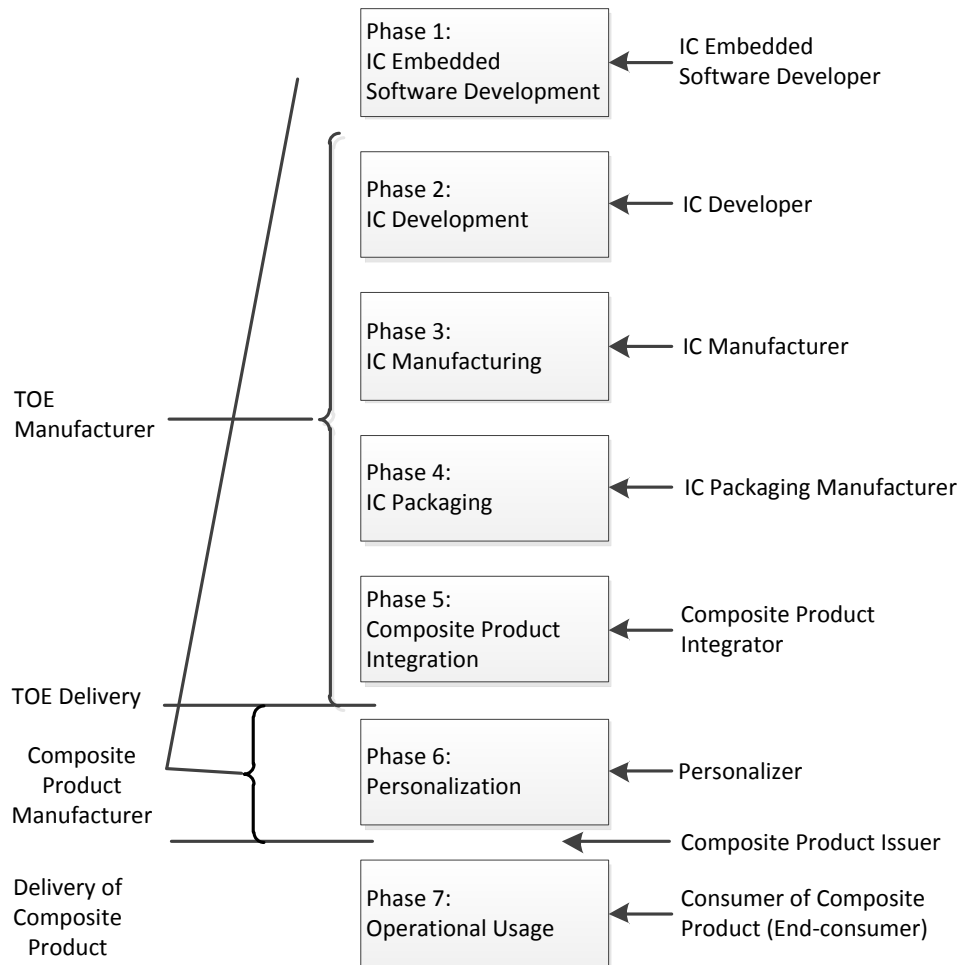 Phase 1:
IC Embedded
Software Development
IC Embedded
Software Developer
Phase 2:
IC Development
IC Developer
Phase 3:
IC Manufacturing
IC Manufacturer
TOE
Manufacturer
Phase 4:
IC Packaging
IC Packaging Manufacturer
Phase 5:
Composite Product
Integration
Composite Product
Integrator
TOE Delivery
Composite
Product
Manufacturer
Phase 6:
Personalization
Personalizer
Composite Product Issuer
Delivery of
Composite
Product
Phase 7:
Operational Usage
Consumer of Composite
Product (End-consumer)